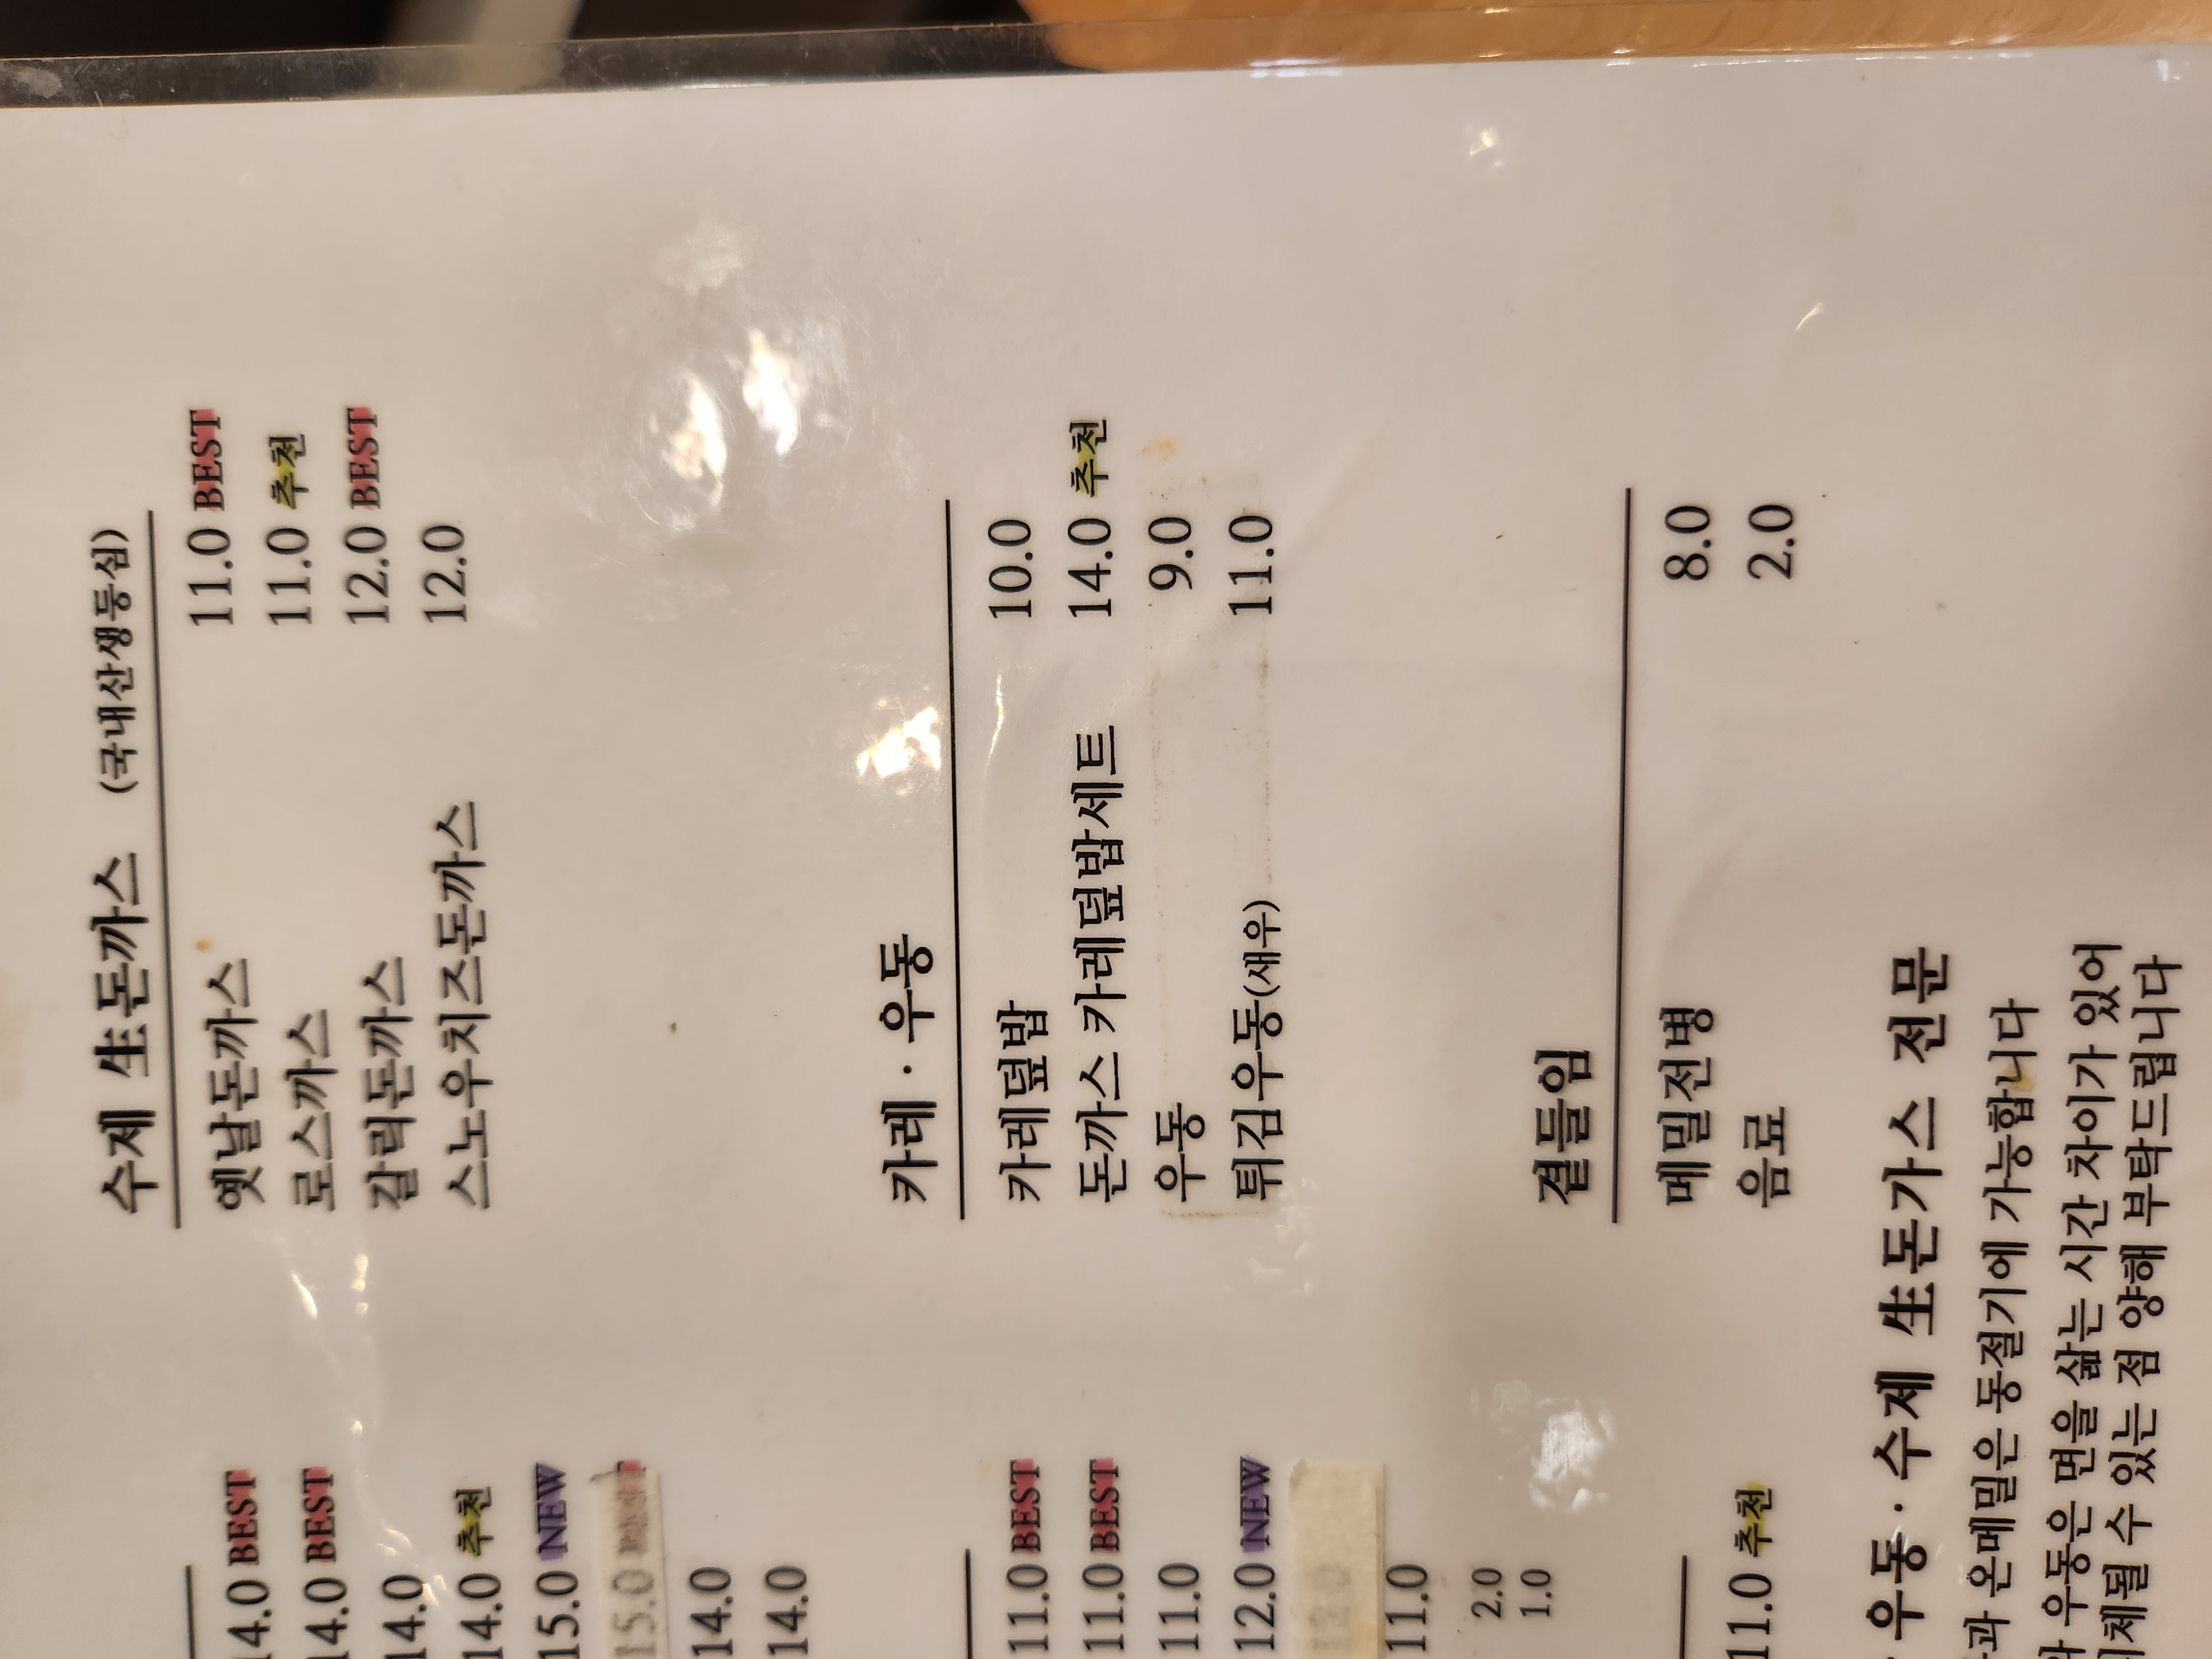 14.0 BEST
14.0 BEST
14.0
14.0 추천
15.0 NEW
15.0 BEST
14.0
14.0
11.0 BEST
11.0 BEST
11.0
12.0 NEW
12.0
11.0
2.0
1.0
11.0 추천
수제 生돈까스 (국내산생등심)
옛날돈까스 11.0 BEST
로스까스 11.0 추천
갈릭돈까스 12.0 BEST
스노우치즈돈까스 12.0
카레 · 우동
카레덮밥 10.0
돈까스 카레덮밥세트 14.0 추천
우동 9.0
튀김우동(새우) 11.0
곁들임
메밀전병 8.0
음료 2.0
우동 · 수제 生돈가스 전문
온메밀은 동절기에 가능합니다
우동은 면을 삶는 시간 차이가 있어
지체될 수 있는 점 양해 부탁드립니다